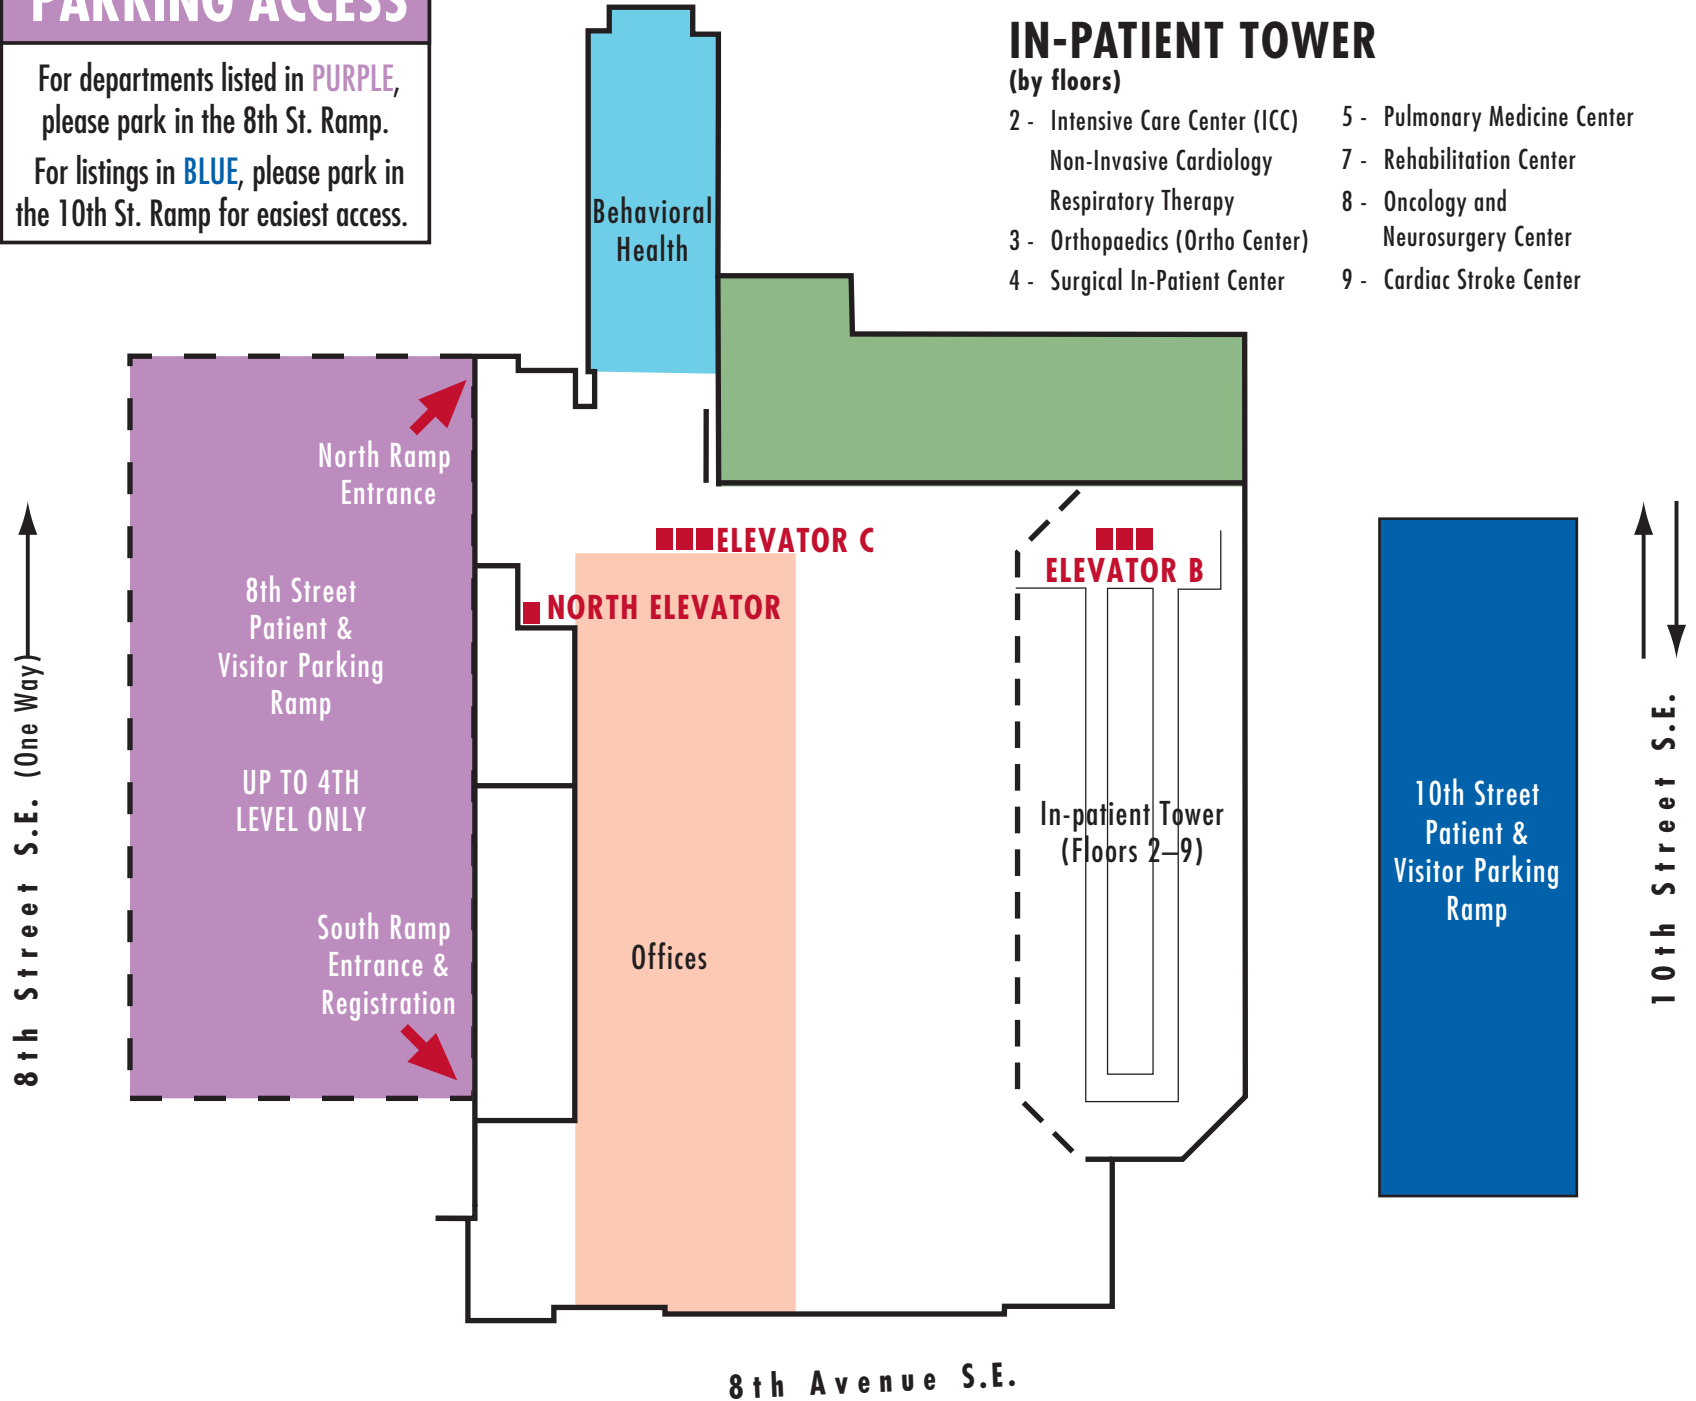 PARKING ACCESS
For departments listed in PURPLE,
please park in the 8th St. Ramp.
For listings in BLUE, please park in
the 10th St. Ramp for easiest access.
IN-PATIENT TOWER
(by floors)
2 - Intensive Care Center (ICC)
Non-Invasive Cardiology
Respiratory Therapy
3 - Orthopaedics (Ortho Center)
4 - Surgical In-Patient Center
5 - Pulmonary Medicine Center
7 - Rehabilitation Center
8 - Oncology and
Neurosurgery Center
9 - Cardiac Stroke Center
Behavioral
Health
North Ramp
Entrance
ELEVATOR C
ELEVATOR B
NORTH ELEVATOR
8th Street
Patient &
Visitor Parking
Ramp
UP TO 4TH
LEVEL ONLY
South Ramp
Entrance &
Registration
Offices
In-patient Tower
(Floors 2–9)
10th Street
Patient &
Visitor Parking
Ramp
8th Street S.E. (One Way)
10th Street S.E.
8th Avenue S.E.